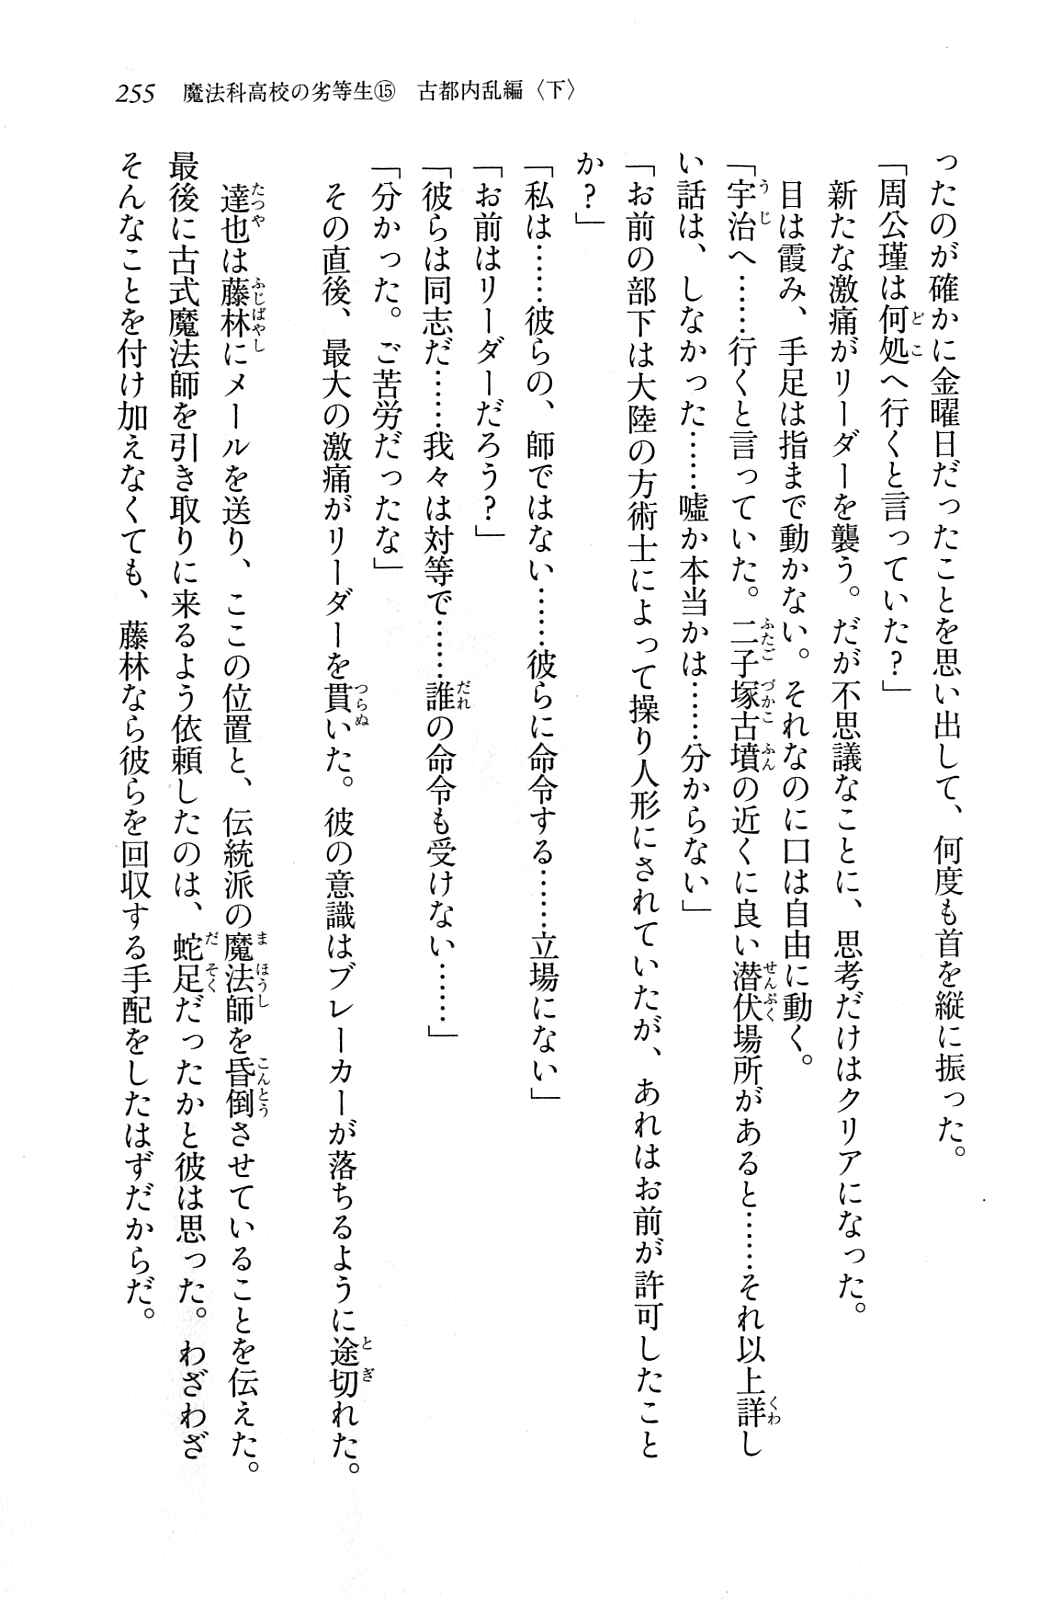 255　魔法科高校の劣等生⑮　古都内乱編〈下〉
ったのが確かに金曜日だったことを思い出して、何度も首を縦に振った。
「周公瑾は何処へ行くと言っていた？」
　新たな激痛がリーダーを襲う。だが不思議なことに、思考だけはクリアになった。
　目は霞み、手足は指まで動かない。それなのに口は自由に動く。
「宇治へ……行くと言っていた。二子塚古墳の近くに良い潜伏場所があると……それ以上詳し
い話は、しなかった……嘘か本当かは……分からない」
「お前の部下は大陸の方術士によって操り人形にされていたが、あれはお前が許可したこと
か？」
「私は……彼らの、師ではない……彼らに命令する……立場にない」
「お前はリーダーだろう？」
「彼らは同志だ……我々は対等で……誰の命令も受けない……」
「分かった。ご苦労だったな」
　その直後、最大の激痛がリーダーを貫いた。彼の意識はブレーカーが落ちるように途切れた。
　達也は藤林にメールを送り、ここの位置と、伝統派の魔法師を昏倒させていることを伝えた。
最後に古式魔法師を引き取りに来るよう依頼したのは、蛇足だったかと彼は思った。わざわざ
そんなことを付け加えなくても、藤林なら彼らを回収する手配をしたはずだからだ。